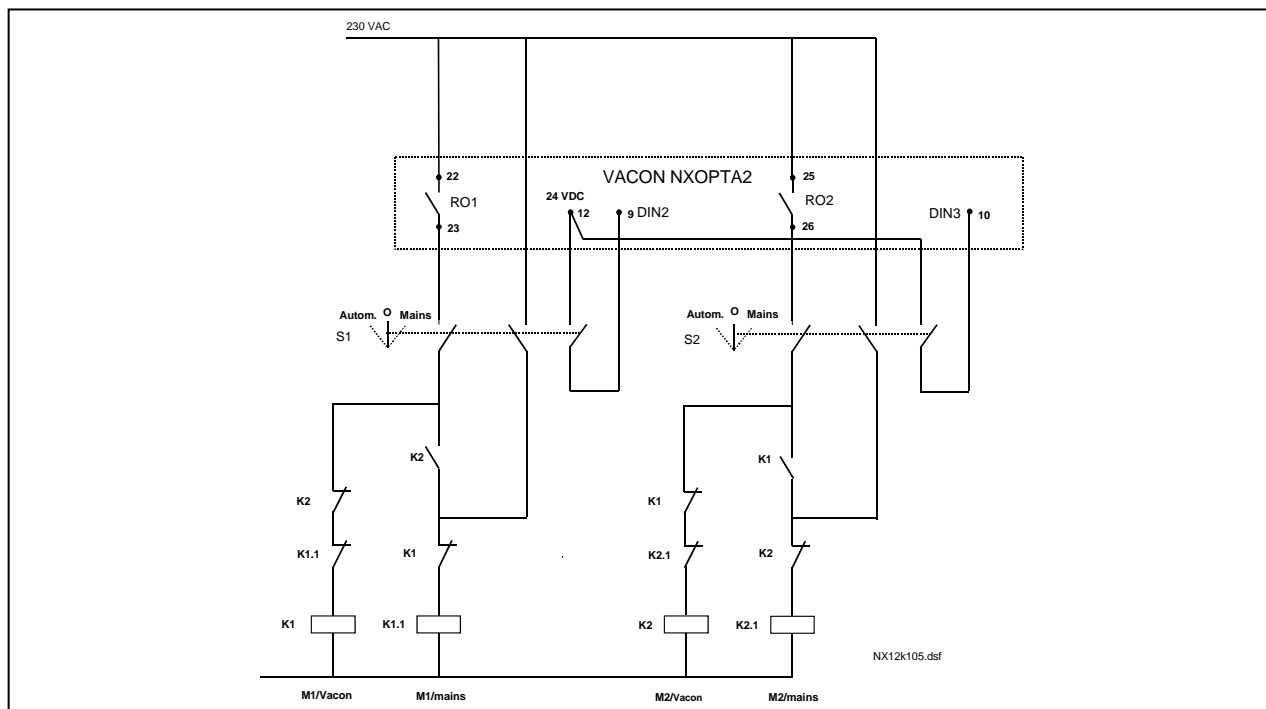 230 VAC
VACON NXOPTA2
22
25
RO1
24 VDC
RO2
12
9 DIN2
DIN3
10
23
26
Autom. O Mains
S1
Autom. O Mains
S2
K2
K1
K2
K1
K1.1
K1
K2.1
K2
K1
K1.1
K2
K2.1
NX12k105.dsf
M1/Vacon
M1/mains
M2/Vacon
M2/mains